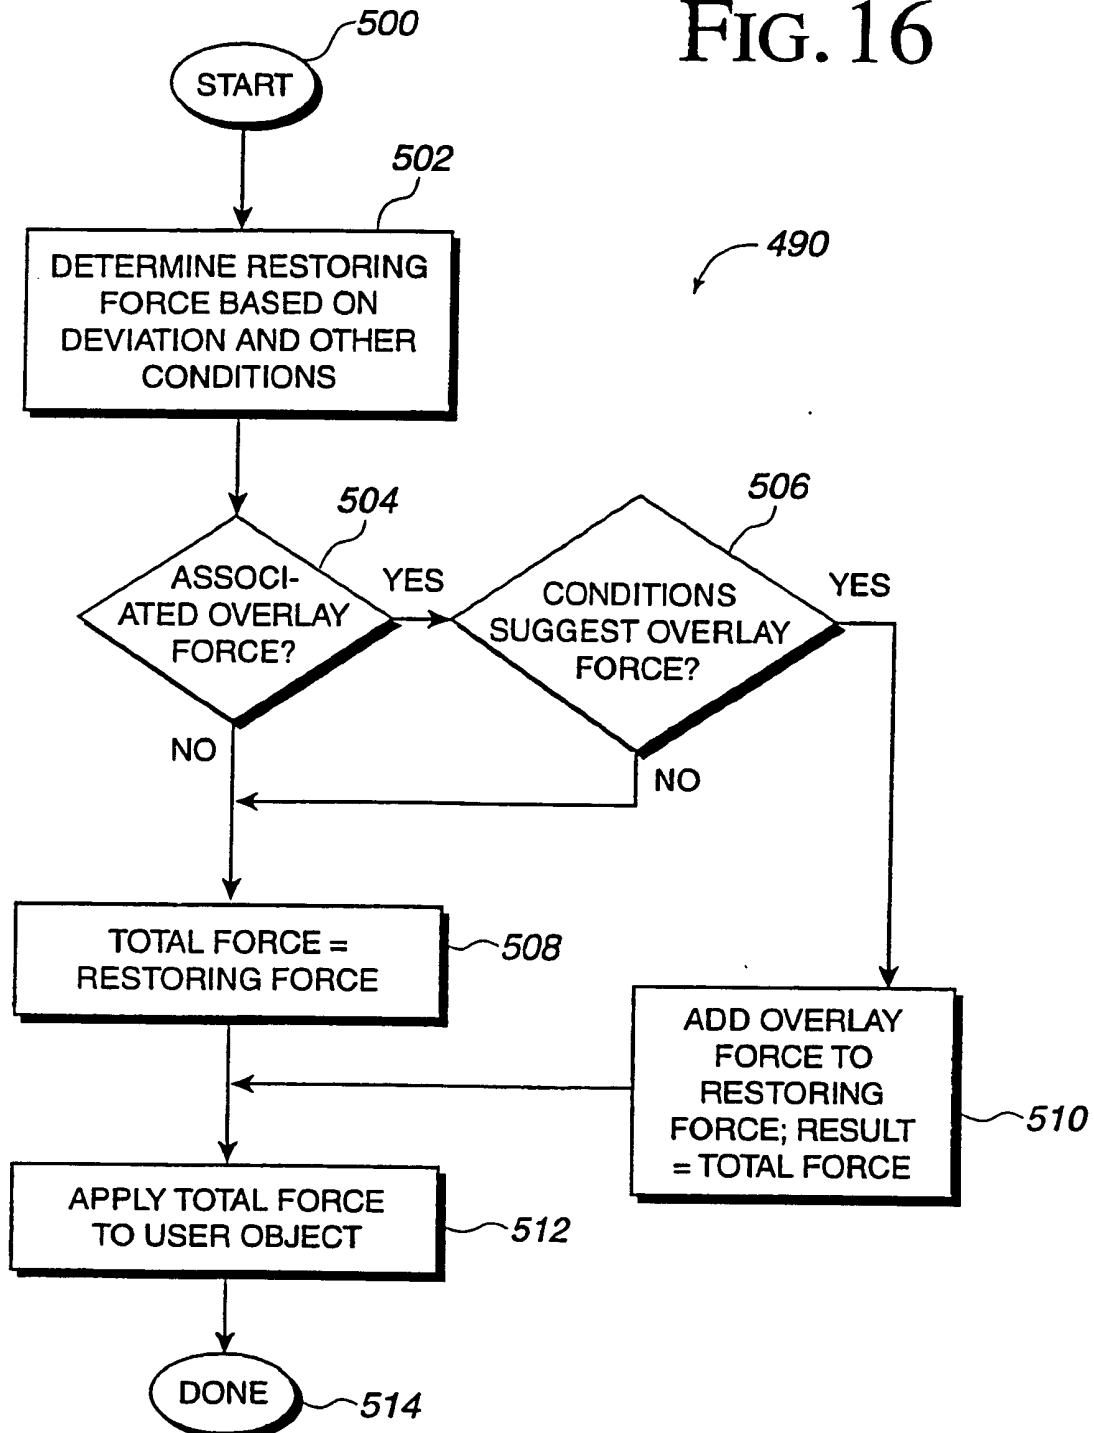 FIG. 16
500
START
502
DETERMINE RESTORING
FORCE BASED ON
DEVIATION AND OTHER
CONDITIONS
490
504
ASSOCI-
ATED OVERLAY
FORCE?
YES
506
CONDITIONS
SUGGEST OVERLAY
FORCE?
YES
NO
NO
TOTAL FORCE =
RESTORING FORCE
508
ADD OVERLAY
FORCE TO
RESTORING
FORCE; RESULT
= TOTAL FORCE
510
APPLY TOTAL FORCE
TO USER OBJECT
512
DONE
514